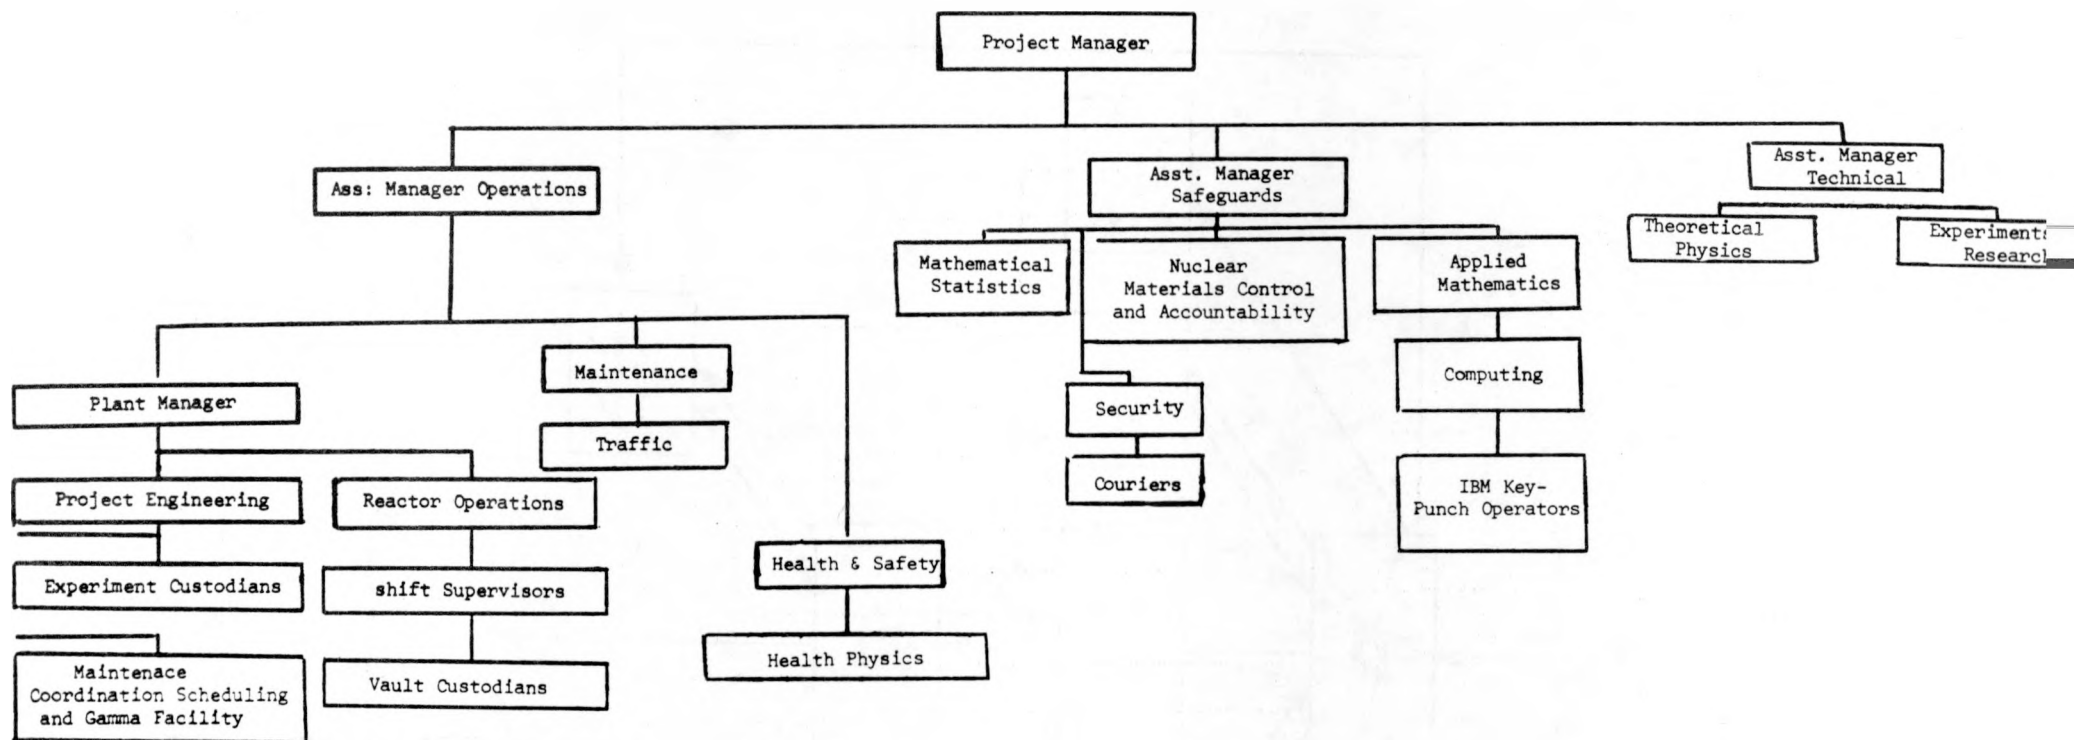 Project Manager
Ass: Manager Operations
Asst. Manager
Safeguards
Asst. Manager
Technical
Theoretical
Physics
Mathematical
Statistics
Nuclear
Materials Control
and Accountability
Applied
Mathematics
Maintenance
Traffic
Plant Manager
Computing
Security
Couriers
IBM Key-
Punch Operators
Project Engineering
Reactor Operations
Experiment Custodians
shift Supervisors
Health & Safety
Health Physics
Maintenace
Coordination Scheduling
and Gamma Facility
Vault Custodians